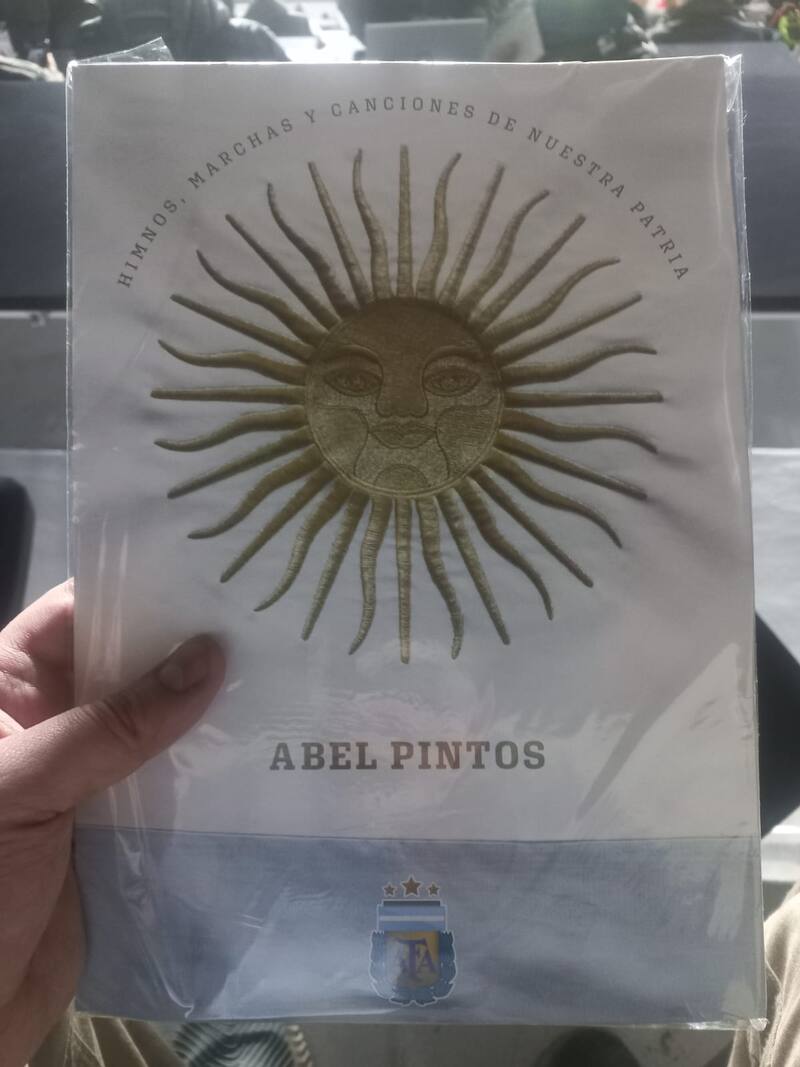 HIMNOS, MARCHAS Y CANCIONES DE NUESTRA PATRIA
ABEL PINTOS
AFA